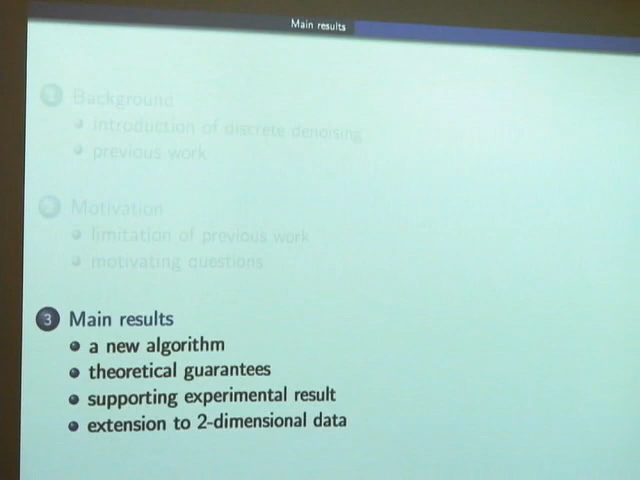 Main results
1 Background
introduction of discrete denoising
previous work
2 Motivation
limitation of previous work
motivating questions
3 Main results
a new algorithm
theoretical guarantees
supporting experimental result
extension to 2-dimensional data